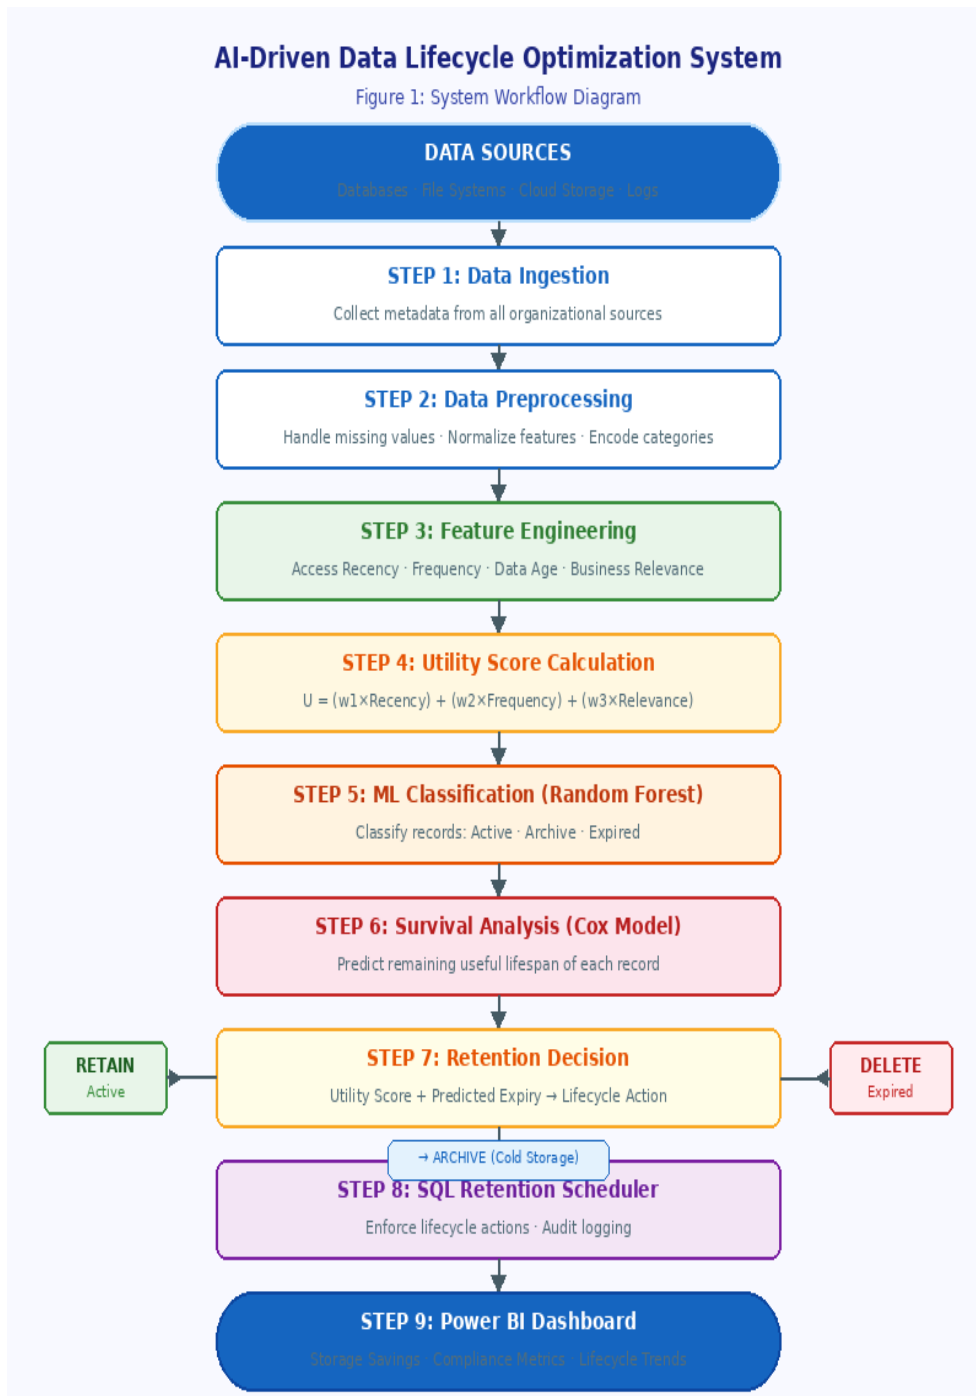 AI-Driven Data Lifecycle Optimization System
Figure 1: System Workflow Diagram
DATA SOURCES
Databases · File Systems · Cloud Storage · Logs
STEP 1: Data Ingestion
Collect metadata from all organizational sources
STEP 2: Data Preprocessing
Handle missing values · Normalize features · Encode categories
STEP 3: Feature Engineering
Access Recency · Frequency · Data Age · Business Relevance
STEP 4: Utility Score Calculation
U = (w1×Recency) + (w2×Frequency) + (w3×Relevance)
STEP 5: ML Classification (Random Forest)
Classify records: Active · Archive · Expired
STEP 6: Survival Analysis (Cox Model)
Predict remaining useful lifespan of each record
RETAIN
Active
STEP 7: Retention Decision
Utility Score + Predicted Expiry → Lifecycle Action
DELETE
Expired
→ ARCHIVE (Cold Storage)
STEP 8: SQL Retention Scheduler
Enforce lifecycle actions · Audit logging
STEP 9: Power BI Dashboard
Storage Savings · Compliance Metrics · Lifecycle Trends